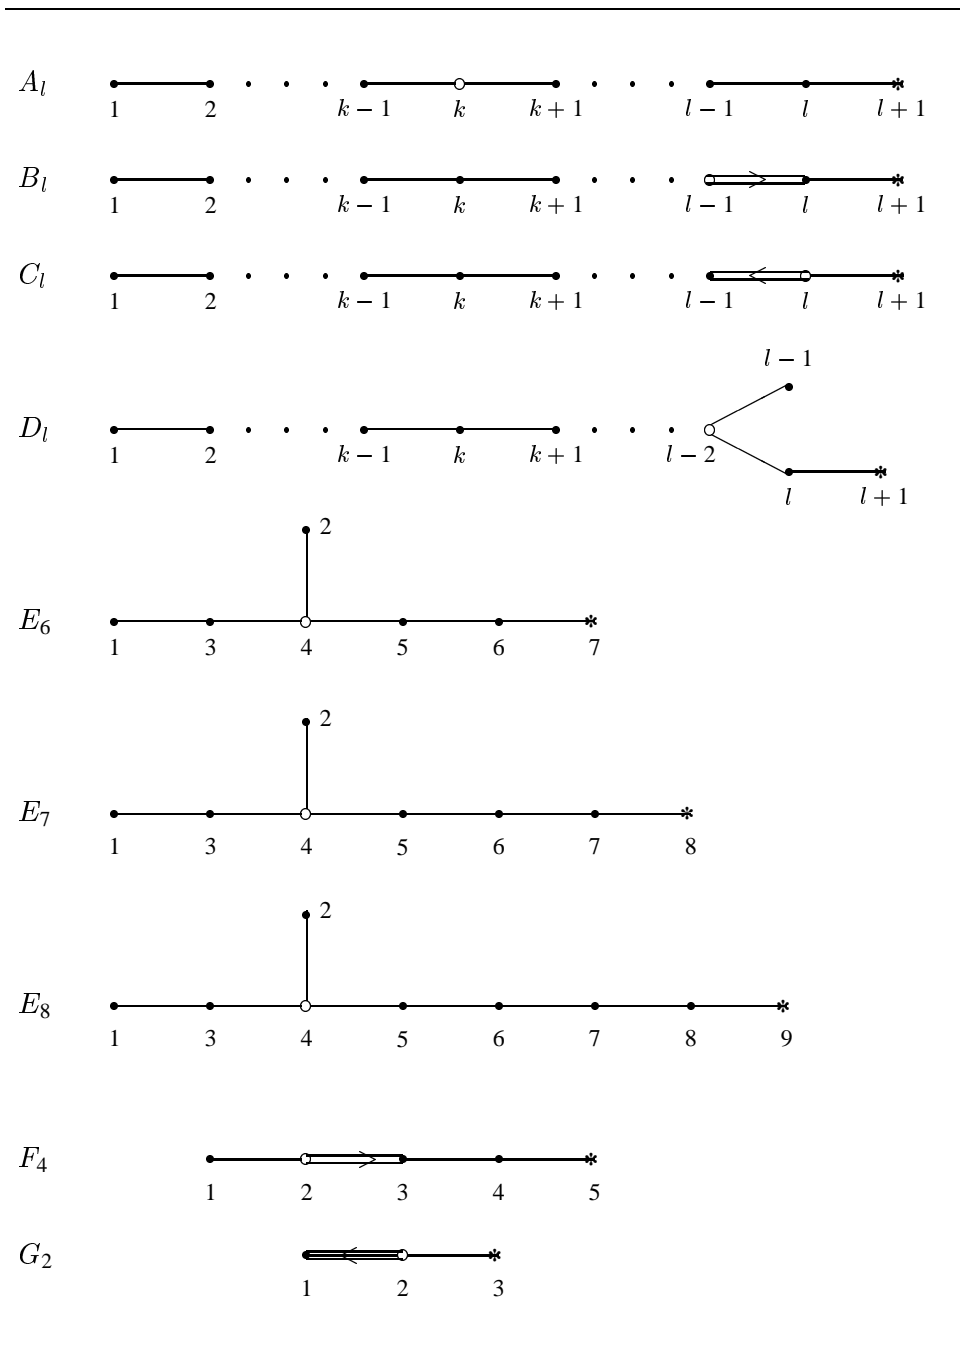 A_l
1 2 k − 1 k k + 1 l − 1 l l + 1
B_l
1 2 k − 1 k k + 1 l − 1 l l + 1
C_l
1 2 k − 1 k k + 1 l − 1 l l + 1
l − 1
D_l
1 2 k − 1 k k + 1 l − 2
l l + 1
2
E_6
1 3 4 5 6 7
2
E_7
1 3 4 5 6 7 8
2
E_8
1 3 4 5 6 7 8 9
F_4
1 2 3 4 5
G_2
1 2 3